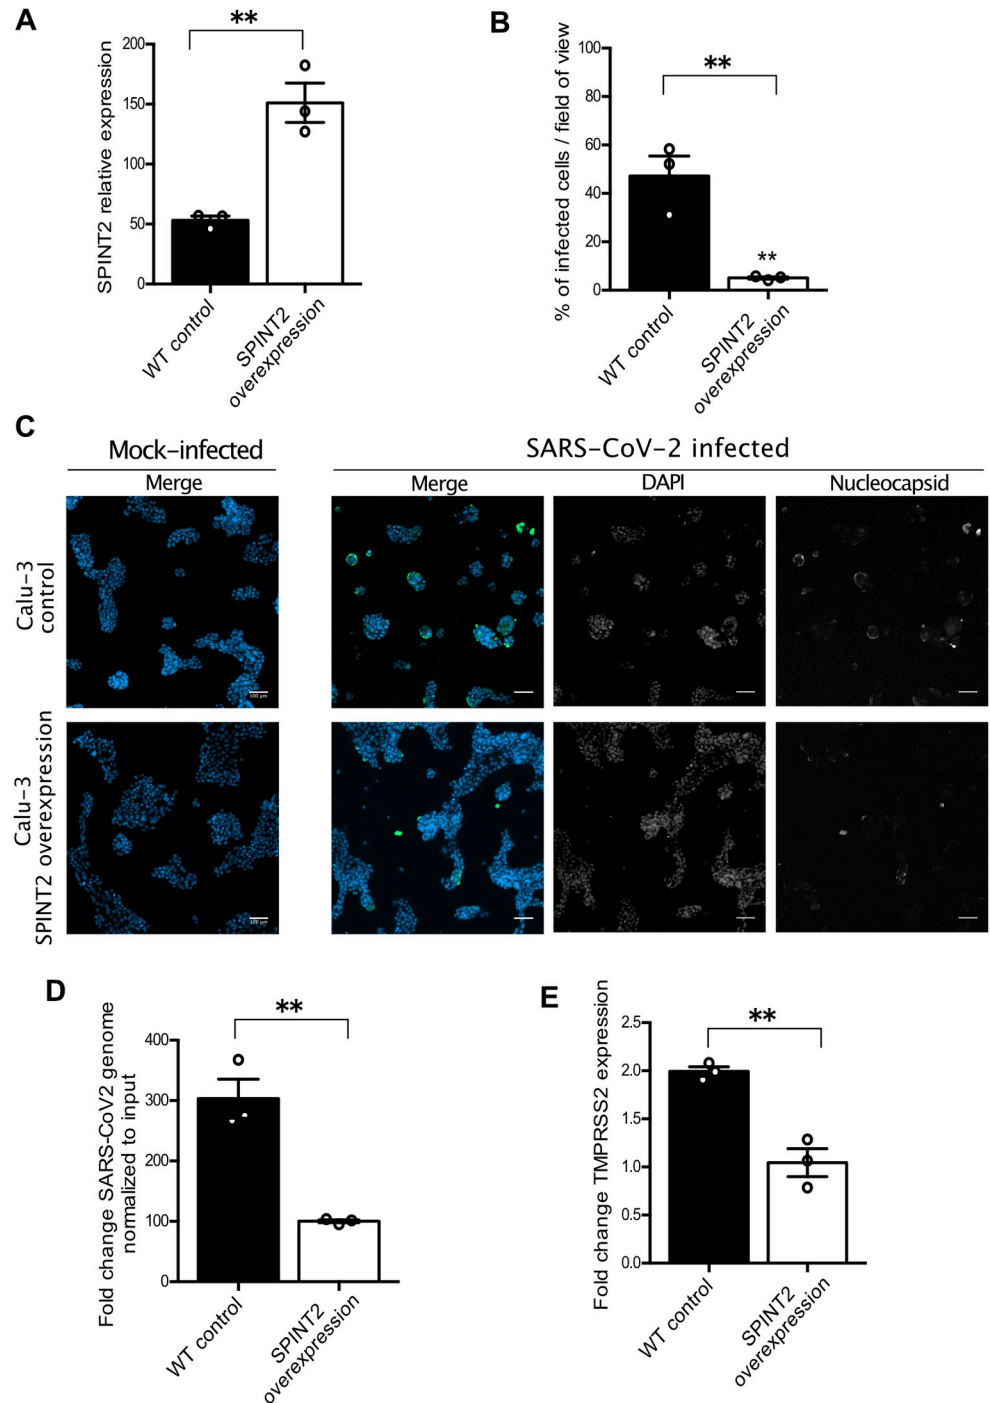 A
**
SPINT2 relative expression
200
150
100
50
0
WT control
SPINT2
overexpression
B
**
% of infected cells / field of view
100
80
60
40
20
0
**
WT control
SPINT2
overexpression
C
Mock-infected
SARS-CoV-2 infected
Merge
Merge
DAPI
Nucleocapsid
Calu-3
control
100 µm
Calu-3
SPINT2 overexpression
100 µm
D
**
Fold change SARS-CoV2 genome
normalized to input
400
300
200
100
0
WT control
SPINT2
overexpression
E
**
Fold change TMPRSS2 expression
2.5
2.0
1.5
1.0
0.5
0.0
WT control
SPINT2
overexpression